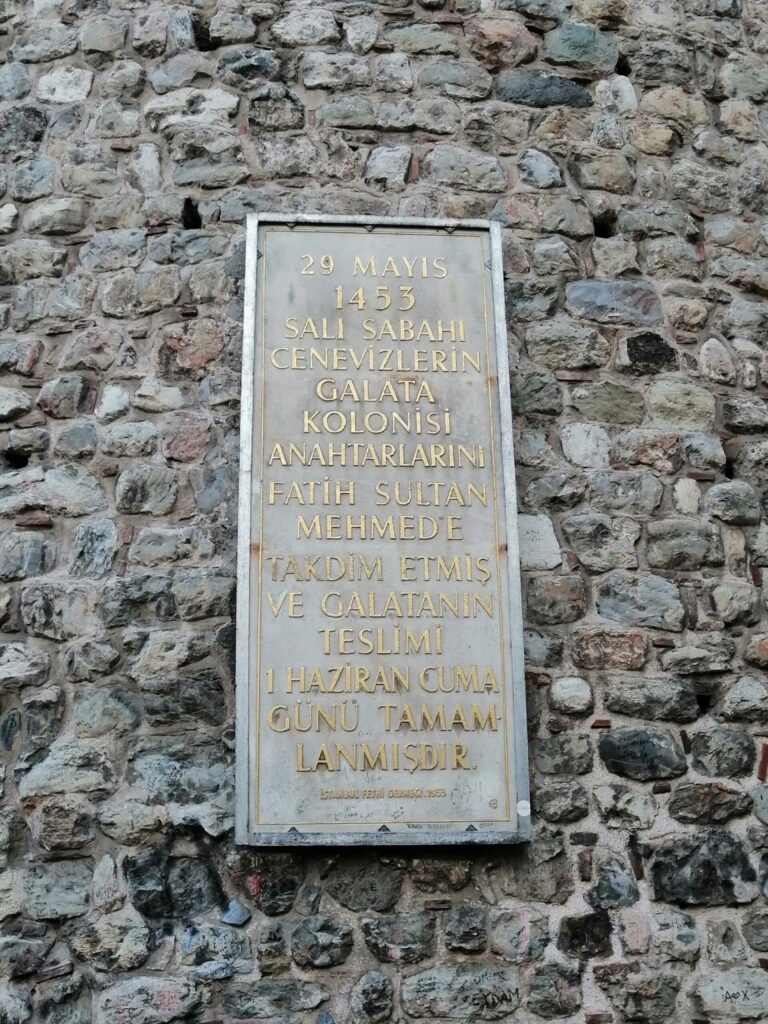 29 MAYIS
1453
SALI SABAHI
CENEVİZLERİN
GALATA
KOLONİSİ
ANAHTARLARINI
FATİH SULTAN
MEHMED'E
TAKDİM ETMİŞ
VE GALATANIN
TESLİMİ
1 HAZİRAN CUMA
GÜNÜ TAMAM-
LANMIŞDIR.
İSTANBUL FETHİ DERNEĞİ. 1953